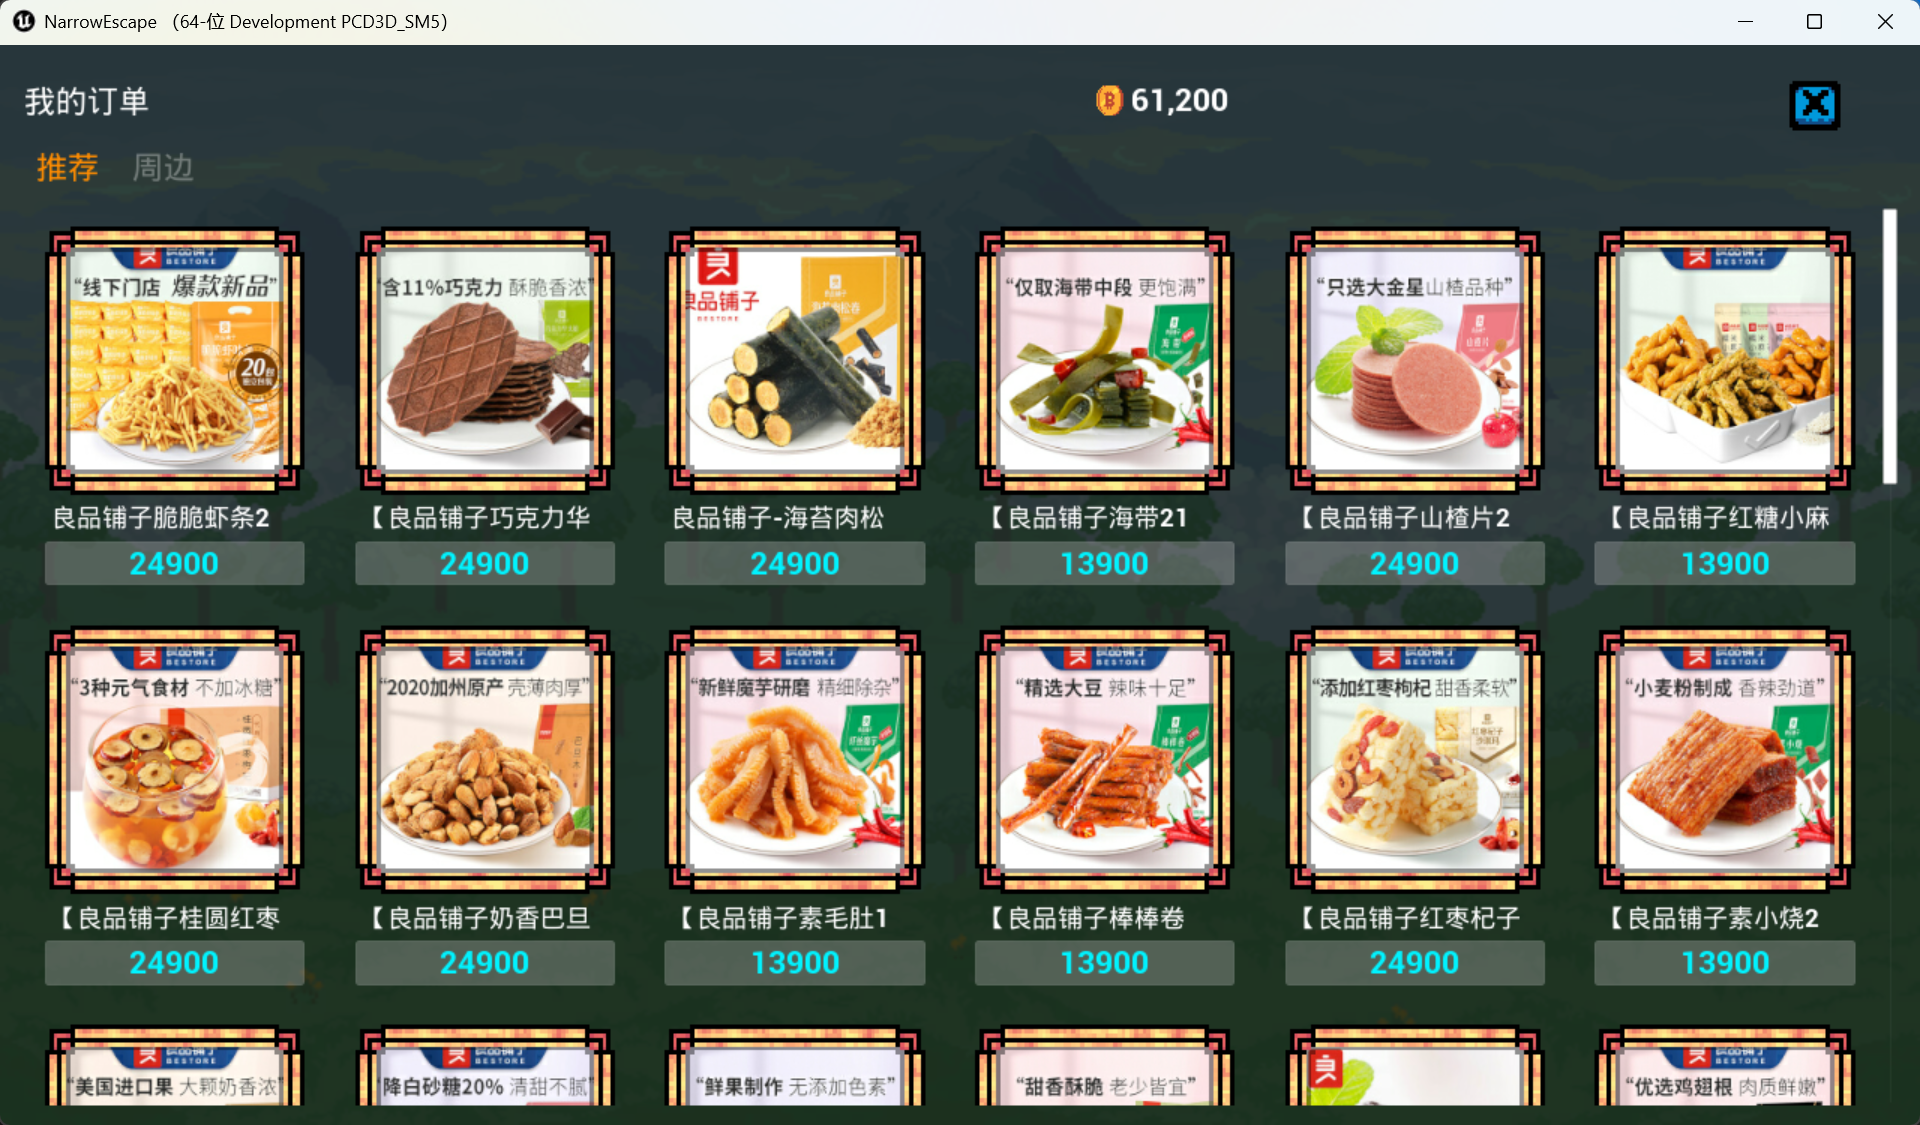 NarrowEscape （64-位 Development PCD3D_SM5）
我的订单
61,200
推荐 周边
“线下门店 爆款新品”
20包
“含11%巧克力 酥脆香浓”
良品铺子
BESTORE
“仅取海带中段 更饱满”
“只选大金星山楂品种”
BESTORE
良品铺子脆脆虾条2
【良品铺子巧克力华
良品铺子-海苔肉松
【良品铺子海带21
【良品铺子山楂片2
【良品铺子红糖小麻
24900
24900
24900
13900
24900
13900
“3种元气食材 不加冰糖”
“2020加州原产 壳薄肉厚”
“新鲜魔芋研磨 精细除杂”
“精选大豆 辣味十足”
“添加红枣枸杞 甜香柔软”
“小麦粉制成 香辣劲道”
【良品铺子桂圆红枣
【良品铺子奶香巴旦
【良品铺子素毛肚1
【良品铺子棒棒卷
【良品铺子红枣杞子
【良品铺子素小烧2
24900
24900
13900
13900
24900
13900
“美国进口果 大颗奶香浓”
“降白砂糖20% 清甜不腻”
“鲜果制作 无添加色素”
“甜香酥脆 老少皆宜”
“优选鸡翅根 肉质鲜嫩”